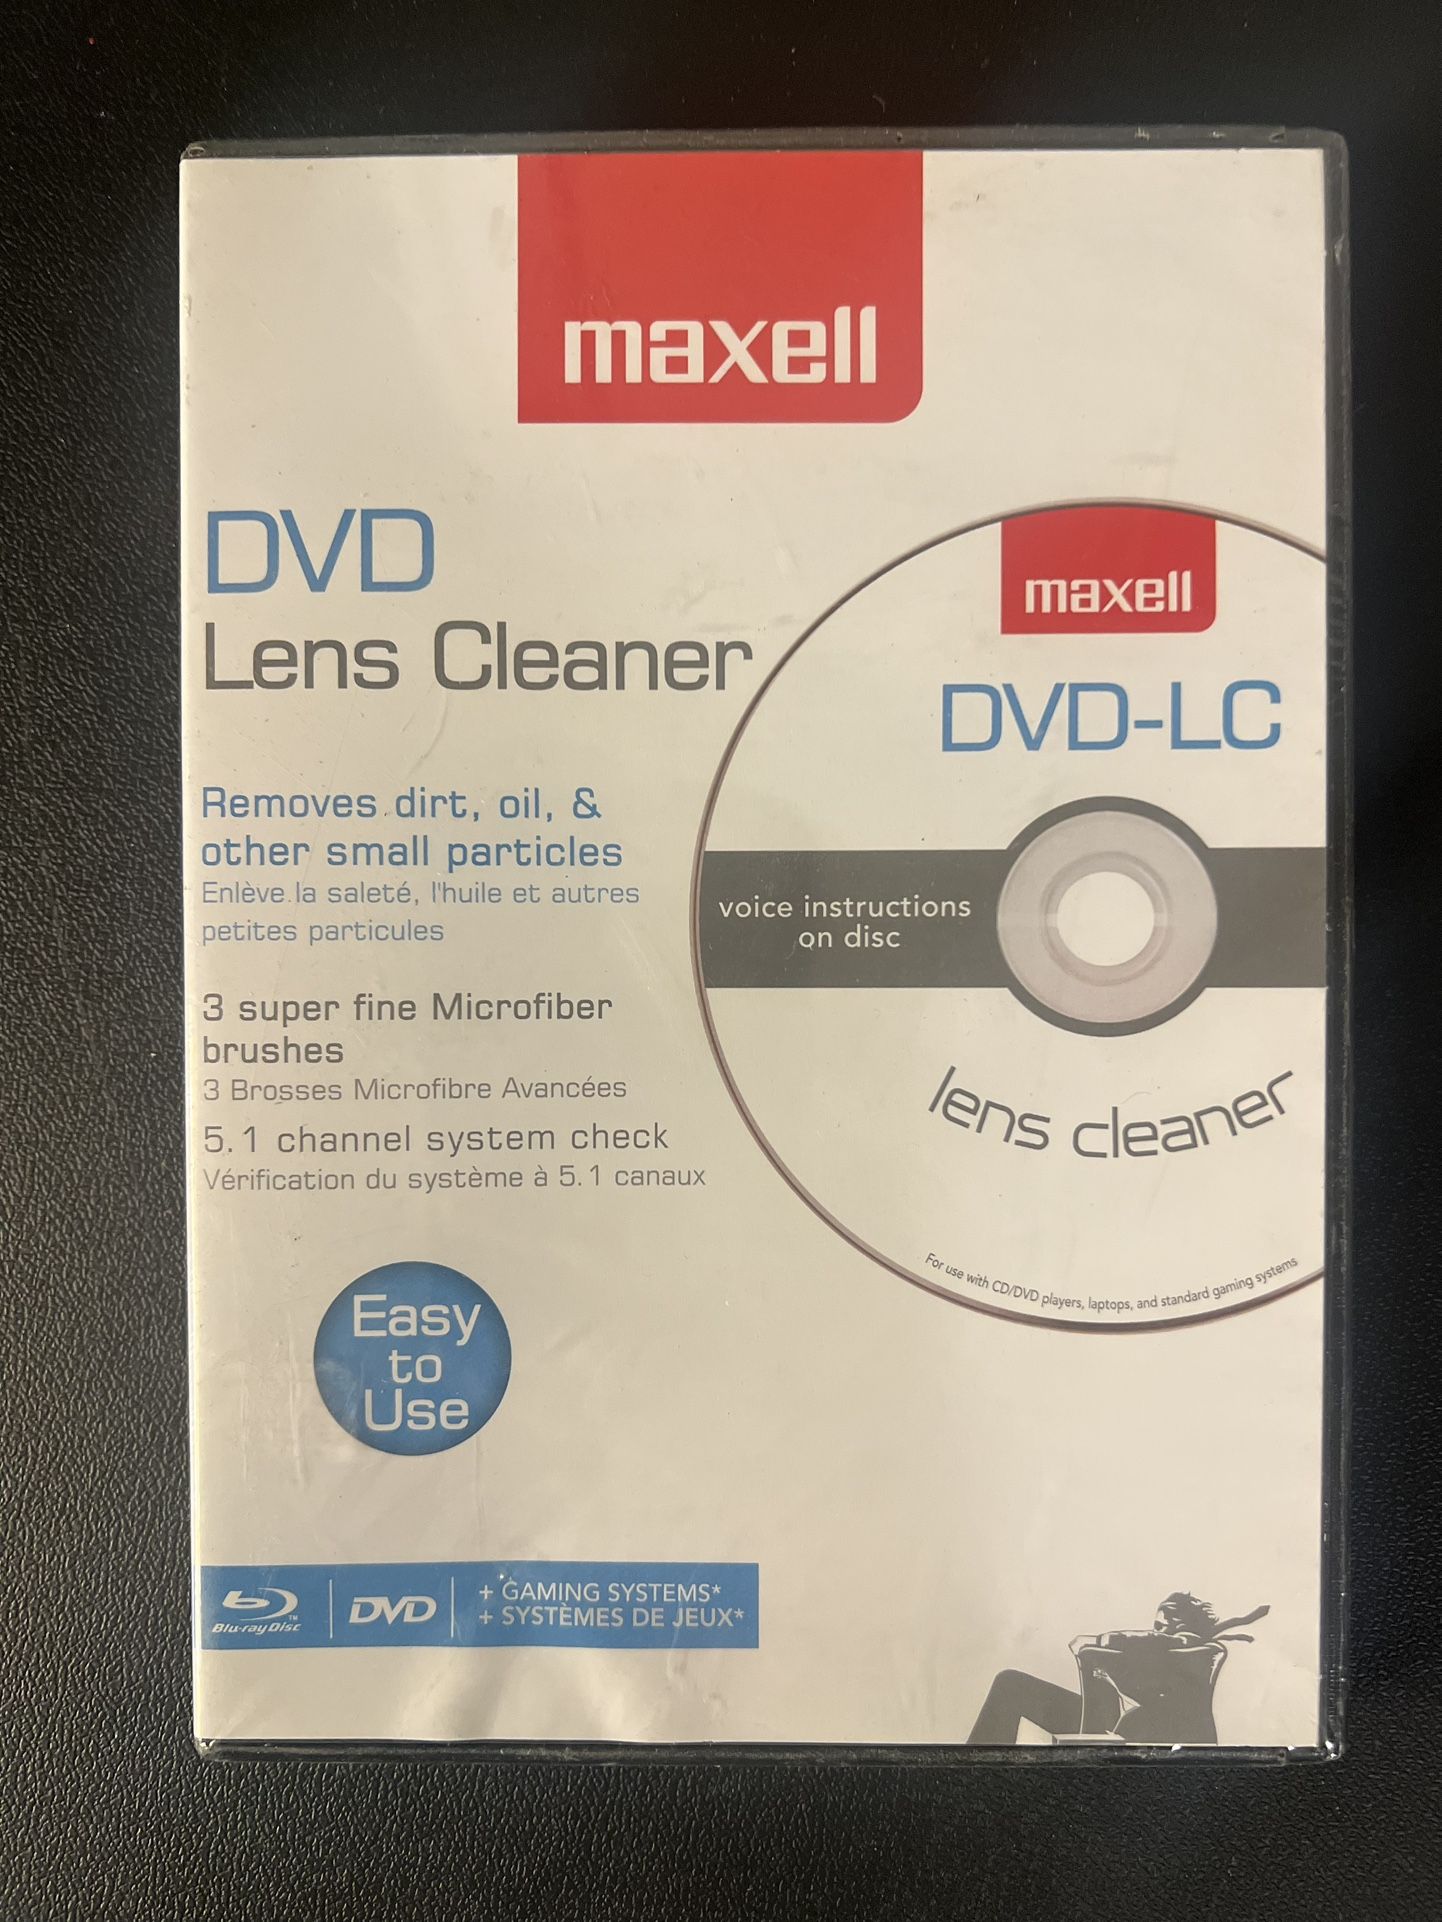 maxell
DVD
Lens Cleaner
Removes dirt, oil, &
other small particles
Enlève la saleté, l'huile et autres
petites particules
3 super fine Microfiber
brushes
3 Brosses Microfibre Avancées
5.1 channel system check
Vérification du système à 5.1 canaux
Easy
to
Use
maxell
DVD-LC
voice instructions
on disc
lens cleaner
For use with CD/DVD players, laptops, and standard gaming systems
Blu-ray Disc™
DVD
+ GAMING SYSTEMS*
+ SYSTÈMES DE JEUX*